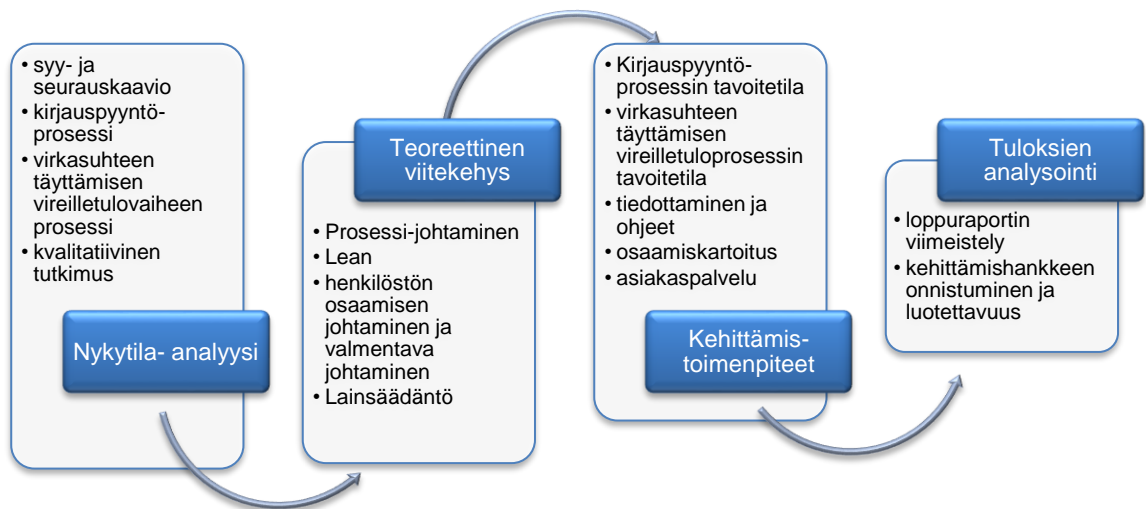 • syy- ja
seurauskaavio
• kirjauspyyntö-
prosessi
• virkasuhteen
täyttämisen
vireilletulovaiheen
prosessi
• kvalitatiivinen
tutkimus
Nykytila- analyysi
Teoreettinen
viitekehys
• Prosessi-johtaminen
• Lean
• henkilöstön
osaamisen
johtaminen ja
valmentava
johtaminen
• Lainsäädäntö
• Kirjauspyyntö-
prosessin tavoitetila
• virkasuhteen
täyttämisen
vireilletuloprosessin
tavoitetila
• tiedottaminen ja
ohjeet
• osaamiskartoitus
• asiakaspalvelu
Kehittämis-
toimenpiteet
Tuloksien
analysointi
• loppuraportin
viimeistely
• kehittämishankkeen
onnistuminen ja
luotettavuus